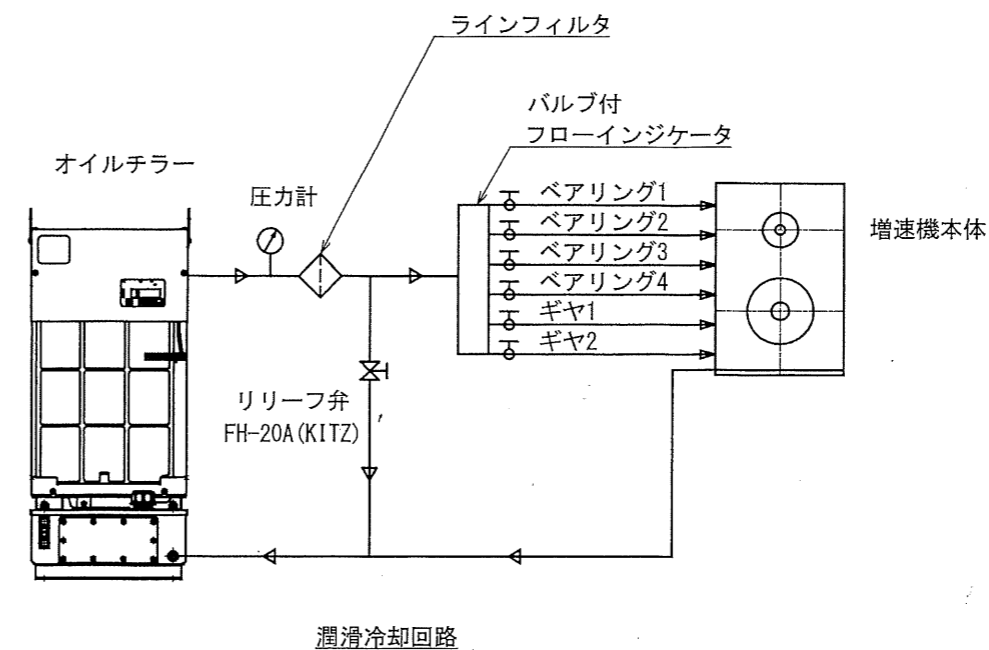 ラインフィルタ
バルブ付
フローインジケータ
オイルチラー
圧力計
ベアリング1
ベアリング2
ベアリング3
ベアリング4
ギヤ1
ギヤ2
増速機本体
リリーフ弁
FH-20A(KITZ)
潤滑冷却回路